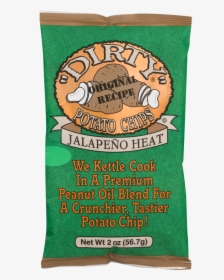 "DIRTY"
ORIGINAL
RECIPE
POTATO CHIPS
JALAPEÑO HEAT
We Kettle Cook
In A Premium
Peanut Oil Blend For
A Crunchier, Tastier
Potato Chip!
Net Wt 2 oz (56.7g)